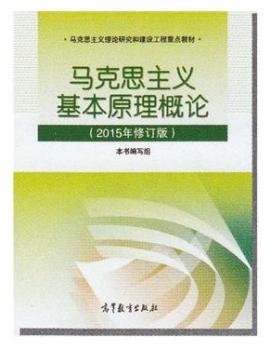 · 马克思主义理论研究和建设工程重点教材
马克思主义
基本原理概论
(2015年修订版)
本书编写组
高等教育出版社